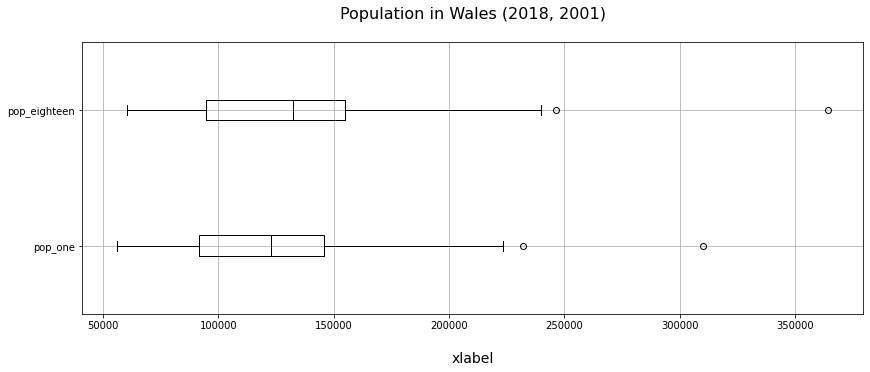 Population in Wales (2018, 2001)
pop_eighteen
pop_one
50000 100000 150000 200000 250000 300000 350000
xlabel